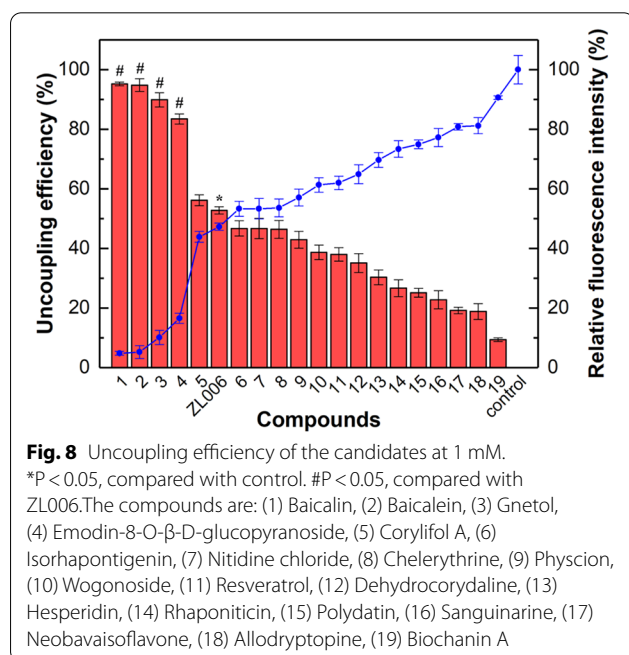 # # # # *
Uncoupling efficiency (%)
100
80
60
40
20
0
Relative fluorescence intensity (%)
100
80
60
40
20
0
1 2 3 4 5 ZL006 6 7 8 9 10 11 12 13 14 15 16 17 18 19 control
Compounds
Fig. 8 Uncoupling efficiency of the candidates at 1 mM.
*P < 0.05, compared with control. #P < 0.05, compared with
ZL006.The compounds are: (1) Baicalin, (2) Baicalein, (3) Gnetol,
(4) Emodin-8-O-β-D-glucopyranoside, (5) Corylifol A, (6)
Isorhapontigenin, (7) Nitidine chloride, (8) Chelerythrine, (9) Physcion,
(10) Wogonoside, (11) Resveratrol, (12) Dehydrocorydaline, (13)
Hesperidin, (14) Rhaponiticin, (15) Polydatin, (16) Sanguinarine, (17)
Neobavaisoflavone, (18) Allodryptopine, (19) Biochanin A